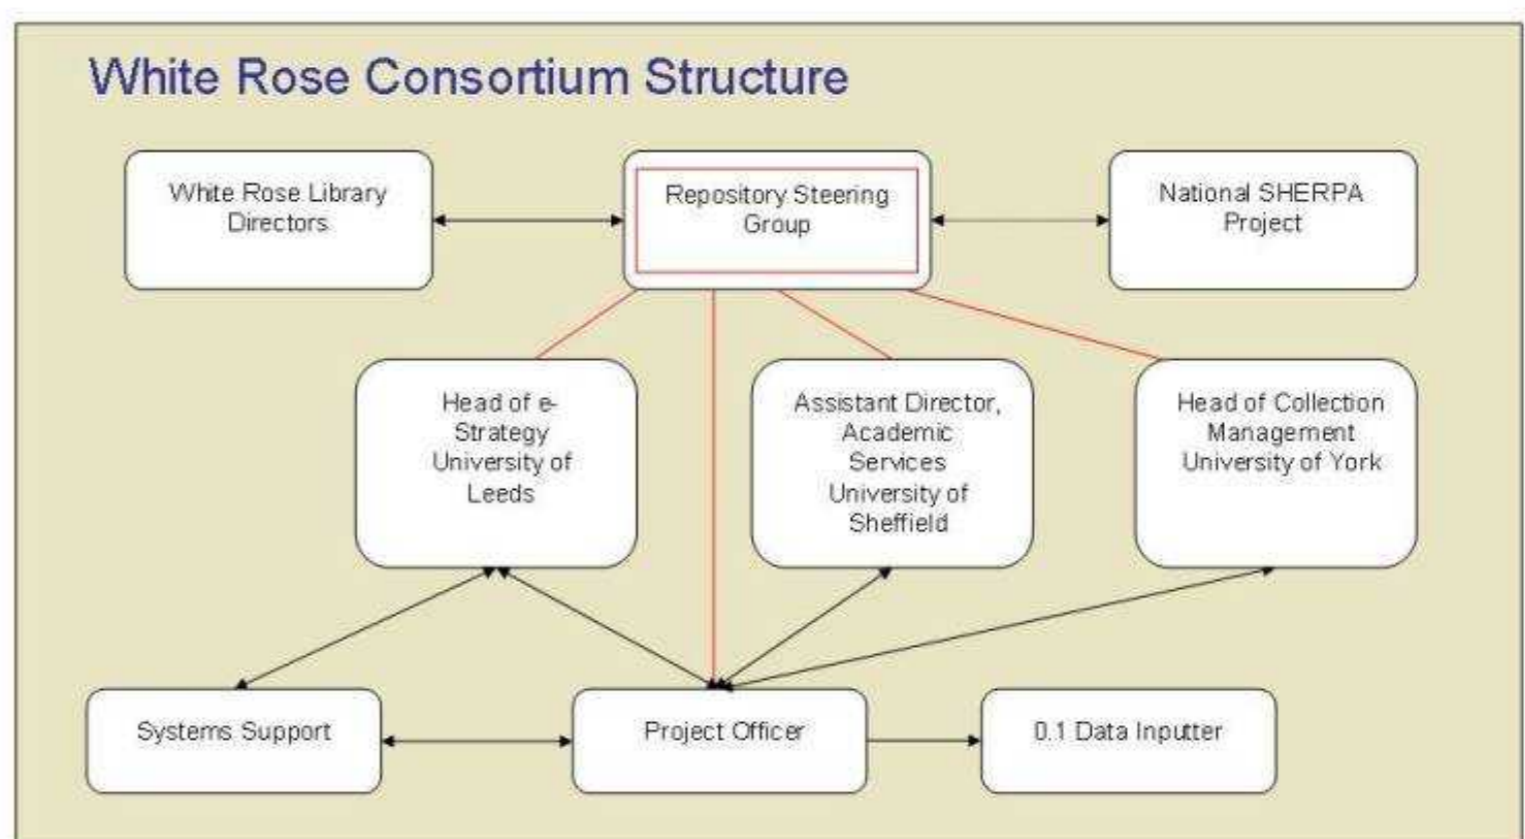 White Rose Consortium Structure
White Rose Library
Directors
Repository Steering
Group
National SHERPA
Project
Head of e-
Strategy
University of
Leeds
Assistant Director,
Academic
Services
University of
Sheffield
Head of Collection
Management
University of York
Systems Support
Project Officer
0.1 Data Inputter